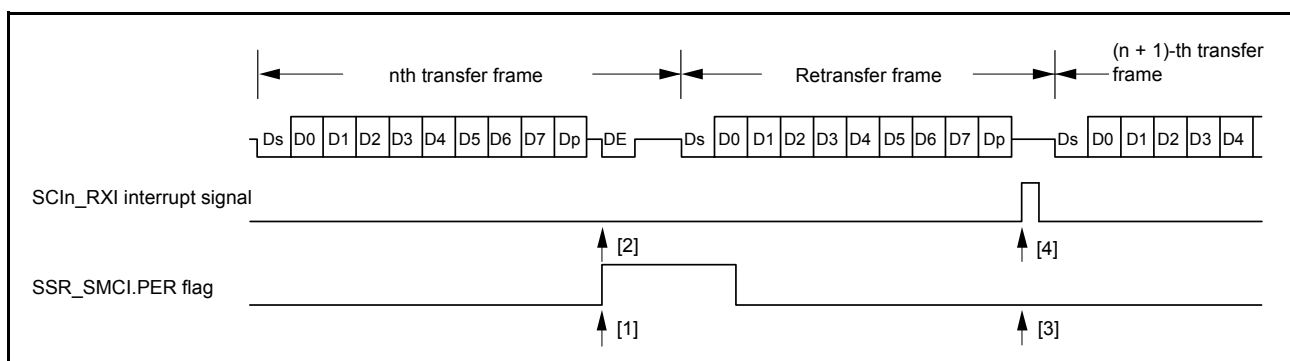 nth transfer frame
Retransfer frame
(n + 1)-th transfer
frame
Ds D0 D1 D2 D3 D4 D5 D6 D7 Dp DE Ds D0 D1 D2 D3 D4 D5 D6 D7 Dp Ds D0 D1 D2 D3 D4
SCIn_RXI interrupt signal
[2] [4]
SSR_SMCI.PER flag
[1] [3]